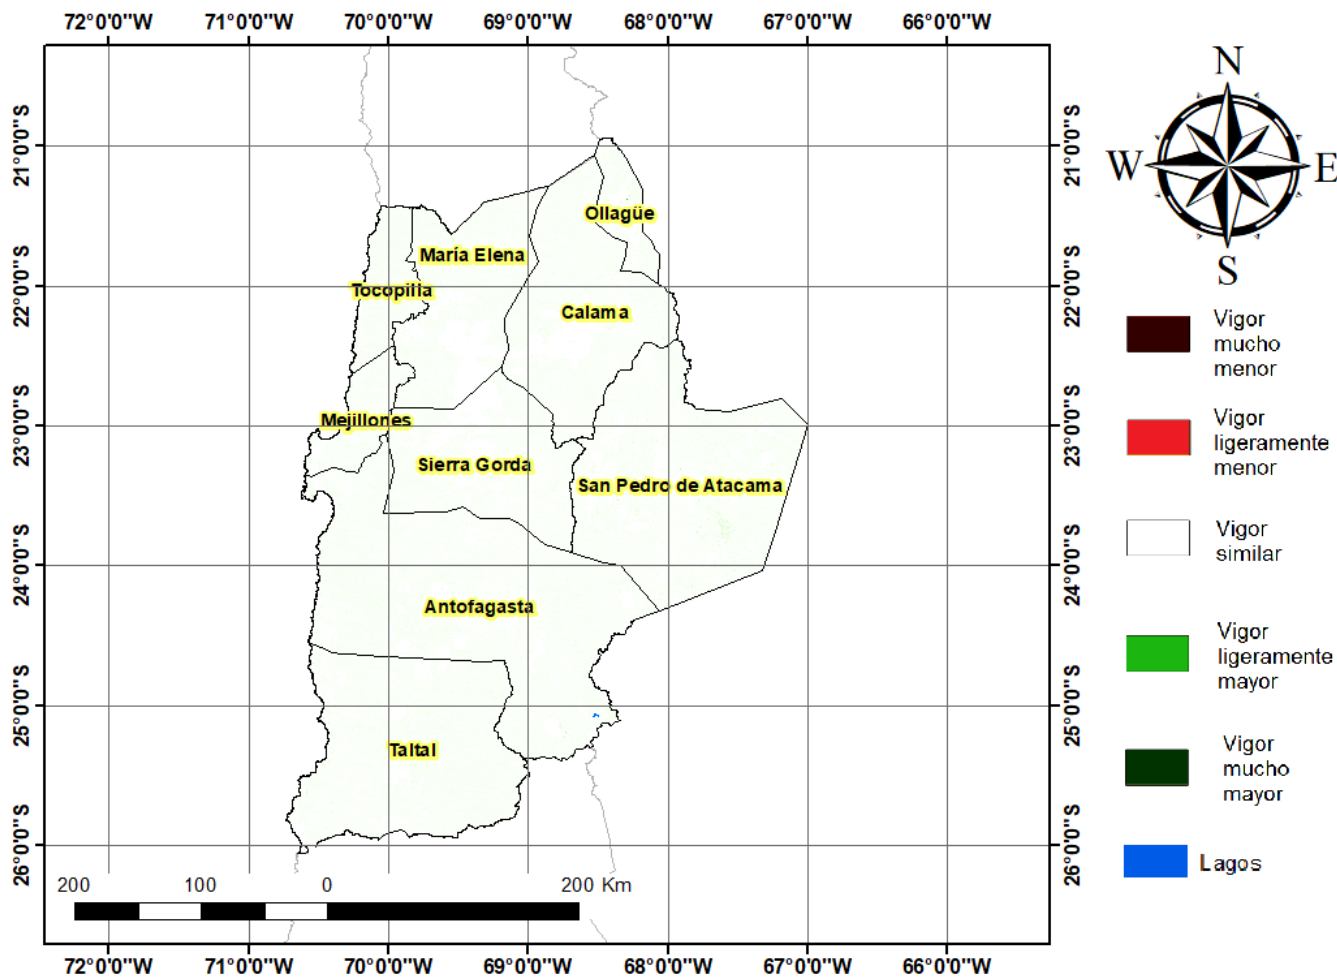 72°0'0"W 71°0'0"W 70°0'0"W 69°0'0"W 68°0'0"W 67°0'0"W 66°0'0"W
N
W
E
S
21°0'0"S
21°0'0"S
22°0'0"S
22°0'0"S
23°0'0"S
23°0'0"S
24°0'0"S
24°0'0"S
25°0'0"S
25°0'0"S
26°0'0"S
26°0'0"S
Ollagüe
María Elena
Tocopilla
Calama
Mejillones
Sierra Gorda
San Pedro de Atacama
Antofagasta
Taltal
Vigor
mucho
menor
Vigor
ligeramente
menor
Vigor
similar
Vigor
ligeramente
mayor
Vigor
mucho
mayor
Lagos
200 100 0 200 Km
72°0'0"W 71°0'0"W 70°0'0"W 69°0'0"W 68°0'0"W 67°0'0"W 66°0'0"W